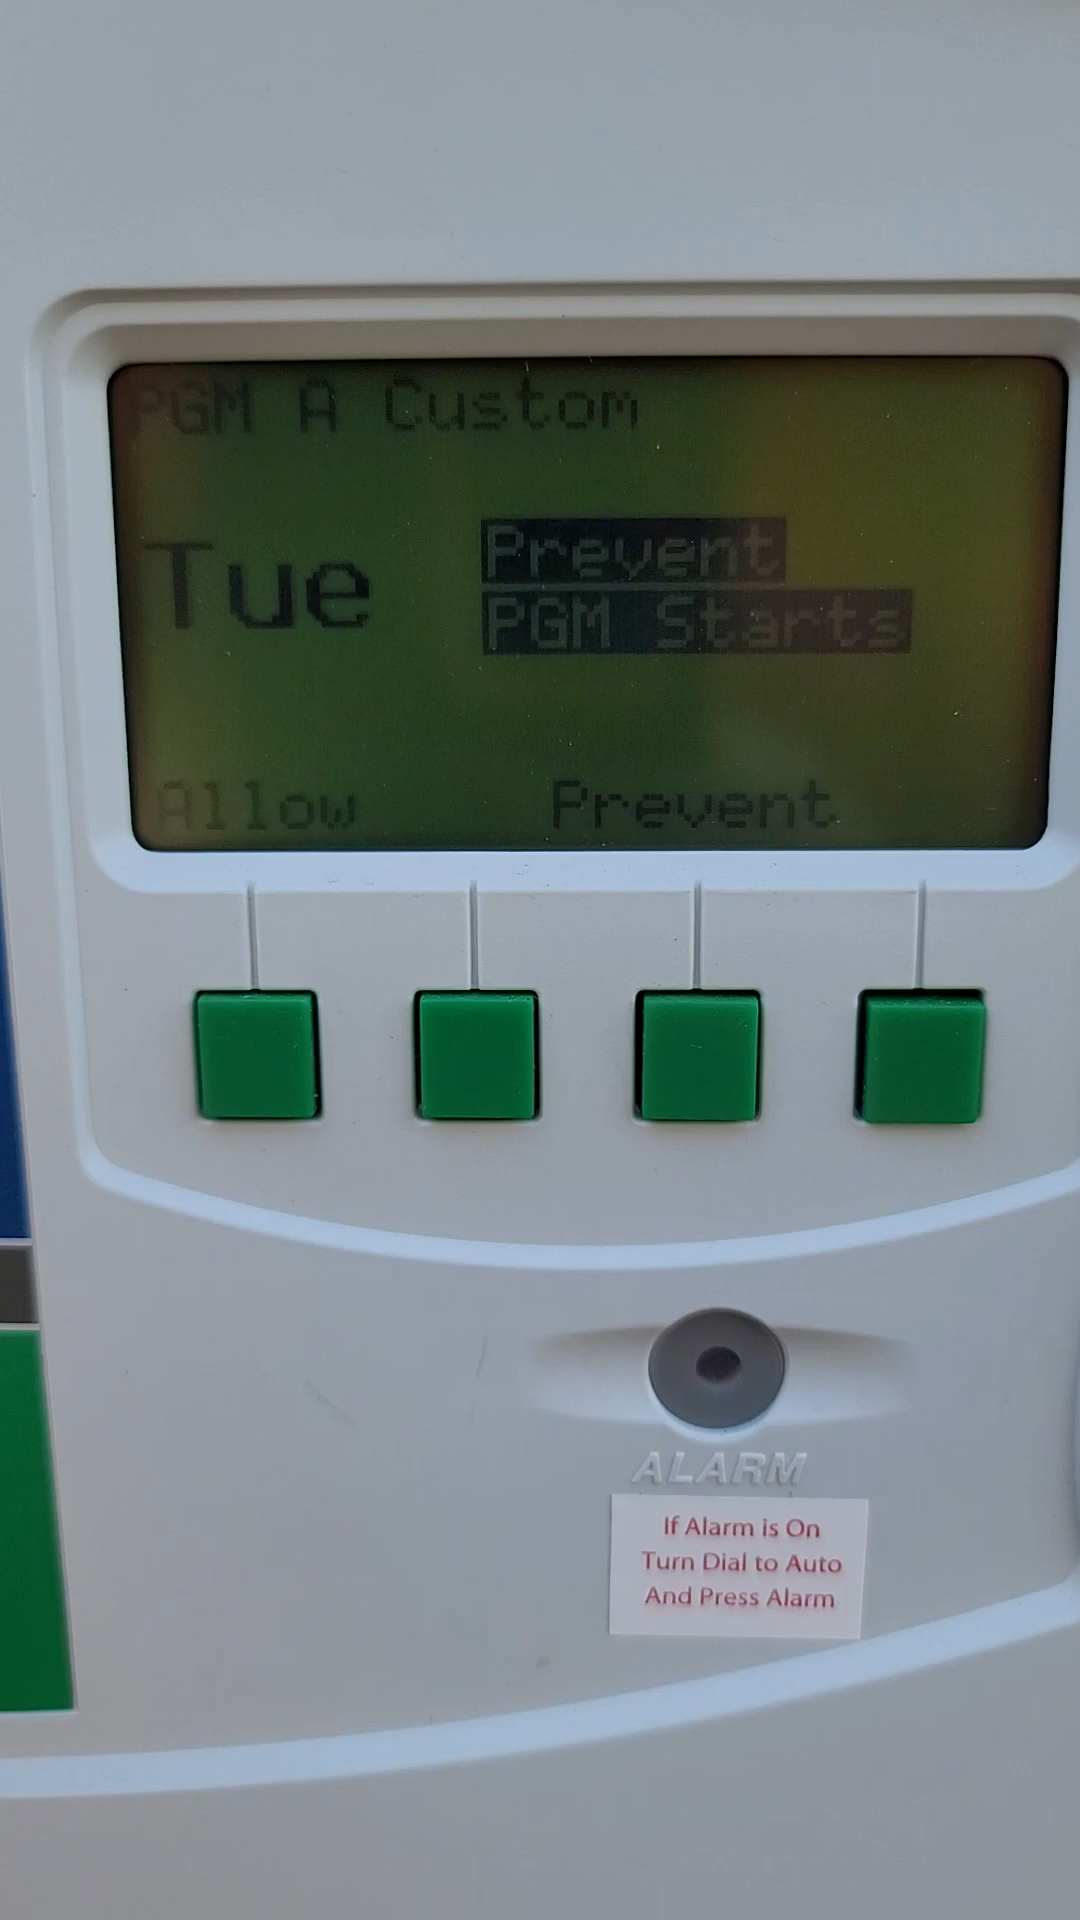 PGM A Custom
Tue
Prevent
PGM Starts
Allow Prevent
ALARM
If Alarm is On
Turn Dial to Auto
And Press Alarm